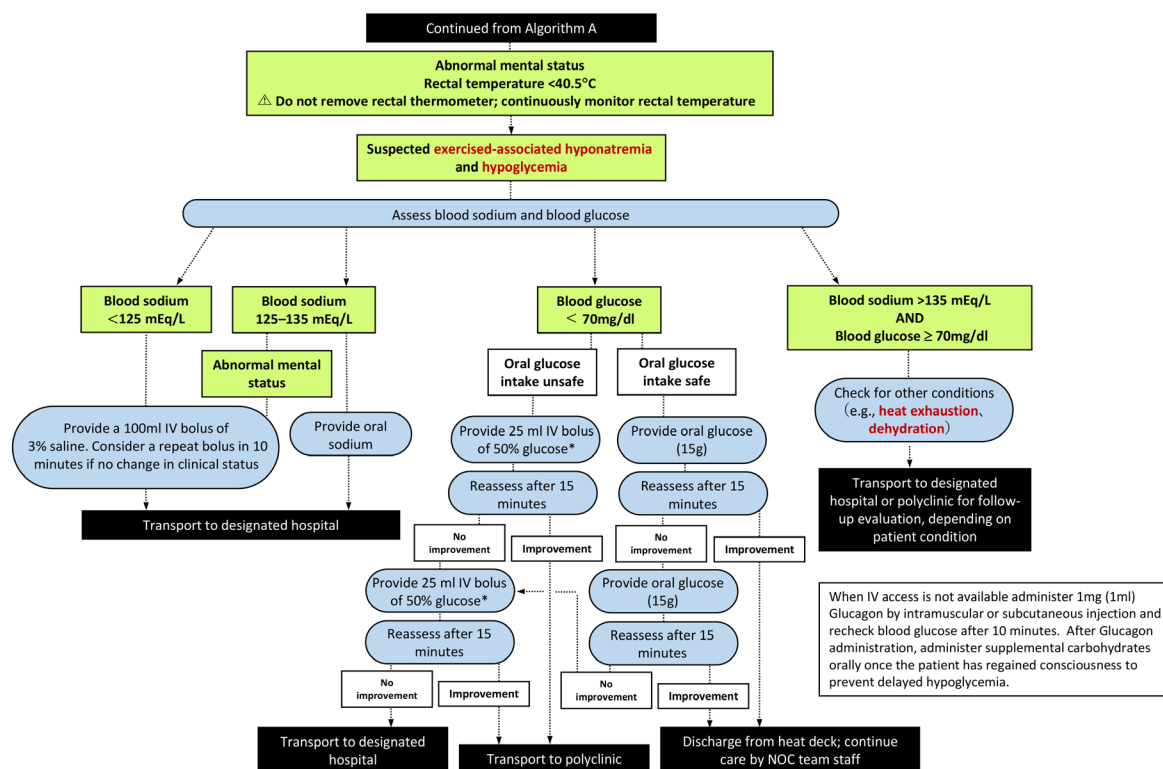 Continued from Algorithm A
Abnormal mental status
Rectal temperature <40.5°C
⚠ Do not remove rectal thermometer; continuously monitor rectal temperature
Suspected exercised-associated hyponatremia
and hypoglycemia
Assess blood sodium and blood glucose
Blood sodium
<125 mEq/L
Blood sodium
125–135 mEq/L
Blood glucose
< 70mg/dl
Blood sodium >135 mEq/L
AND
Blood glucose ≥ 70mg/dl
Abnormal mental
status
Oral glucose
intake unsafe
Oral glucose
intake safe
Check for other conditions
(e.g., heat exhaustion、
dehydration)
Provide a 100ml IV bolus of
3% saline. Consider a repeat bolus in 10
minutes if no change in clinical status
Provide oral
sodium
Provide 25 ml IV bolus
of 50% glucose*
Provide oral glucose
(15g)
Reassess after 15
minutes
Reassess after 15
minutes
Transport to designated
hospital or polyclinic for follow-
up evaluation, depending on
patient condition
Transport to designated hospital
No
improvement
Improvement
No
improvement
Improvement
Provide 25 ml IV bolus
of 50% glucose*
Provide oral glucose
(15g)
When IV access is not available administer 1mg (1ml)
Glucagon by intramuscular or subcutaneous injection and
recheck blood glucose after 10 minutes.  After Glucagon
administration, administer supplemental carbohydrates
orally once the patient has regained consciousness to
prevent delayed hypoglycemia.
Reassess after 15
minutes
Reassess after 15
minutes
No
improvement
Improvement
No
improvement
Improvement
Transport to designated
hospital
Transport to polyclinic
Discharge from heat deck; continue
care by NOC team staff